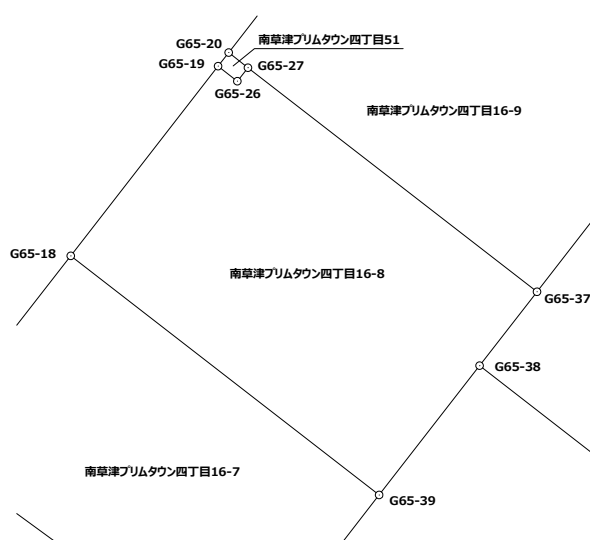 G65-20
南草津プリムタウン四丁目51
G65-19
G65-27
G65-26
南草津プリムタウン四丁目16-9
G65-18
南草津プリムタウン四丁目16-8
G65-37
G65-38
南草津プリムタウン四丁目16-7
G65-39